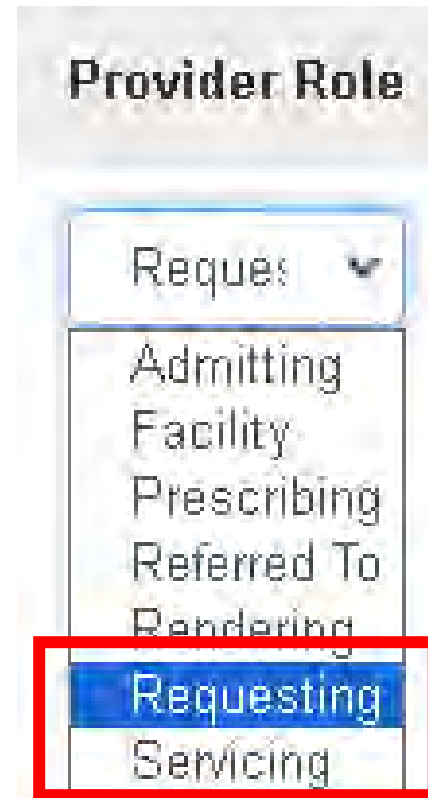 Provider Role
Reques
Admitting
Facility
Prescribing
Referred To
Rendering
Requesting
Servicing